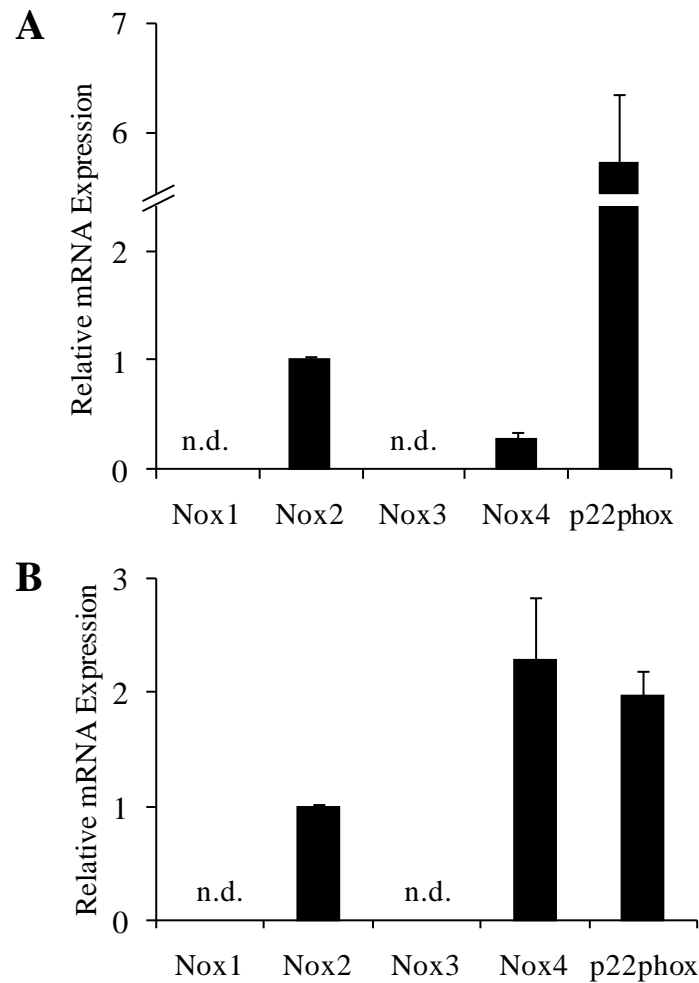 A
Relative mRNA Expression
7
6
2
1
0
n.d.
n.d.
Nox1 Nox2 Nox3 Nox4 p22phox
B
Relative mRNA Expression
3
2
1
0
n.d.
n.d.
Nox1 Nox2 Nox3 Nox4 p22phox